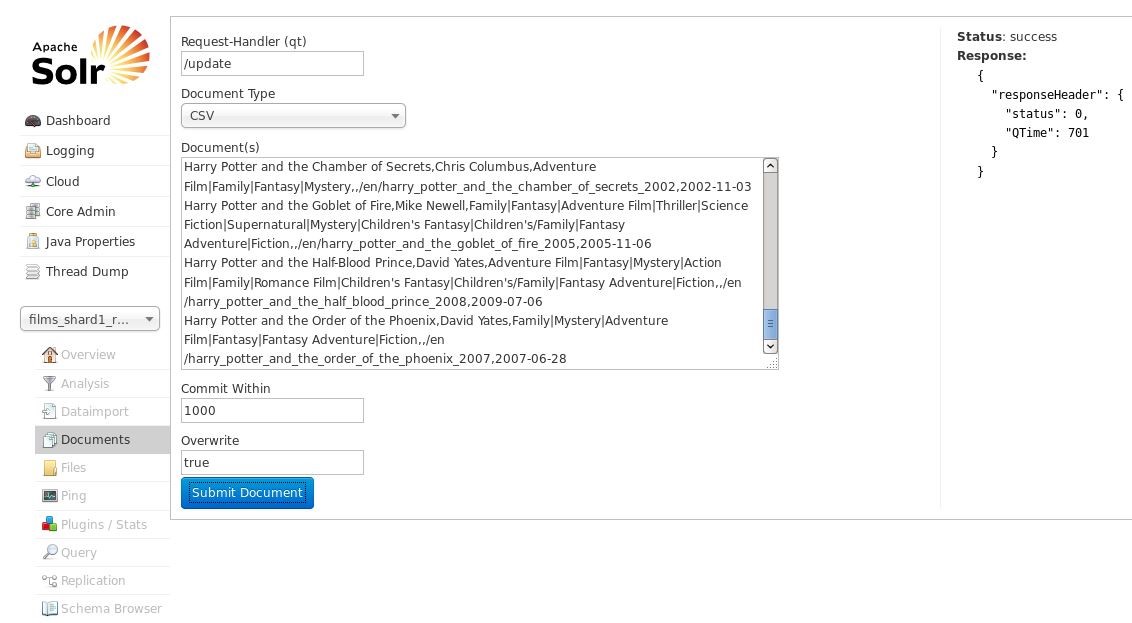 Apache
Solr
Dashboard
Logging
Cloud
Core Admin
Java Properties
Thread Dump
films_shard1_r...
Overview
Analysis
Dataimport
Documents
Files
Ping
Plugins / Stats
Query
Replication
Schema Browser
Request-Handler (qt)
/update
Document Type
CSV
Document(s)
Harry Potter and the Chamber of Secrets,Chris Columbus,Adventure
Film|Family|Fantasy|Mystery,,/en/harry_potter_and_the_chamber_of_secrets_2002,2002-11-03
Harry Potter and the Goblet of Fire,Mike Newell,Family|Fantasy|Adventure Film|Thriller|Science
Fiction|Supernatural|Mystery|Children's Fantasy|Children's/Family|Fantasy
Adventure|Fiction,,/en/harry_potter_and_the_goblet_of_fire_2005,2005-11-06
Harry Potter and the Half-Blood Prince,David Yates,Adventure Film|Fantasy|Mystery|Action
Film|Family|Romance Film|Children's Fantasy|Children's/Family|Fantasy Adventure|Fiction,,/en
/harry_potter_and_the_half_blood_prince_2008,2009-07-06
Harry Potter and the Order of the Phoenix,David Yates,Family|Mystery|Adventure
Film|Fantasy|Fantasy Adventure|Fiction,,/en
/harry_potter_and_the_order_of_the_phoenix_2007,2007-06-28
Commit Within
1000
Overwrite
true
Submit Document
Status: success
Response:
{
"responseHeader": {
"status": 0,
"QTime": 701
}
}